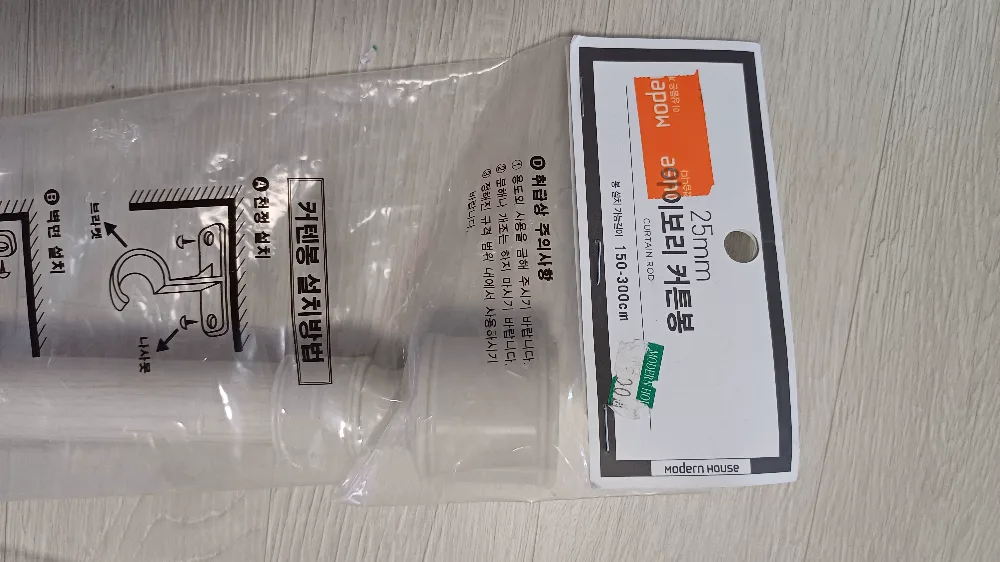 25mm
아이보리 커튼봉
CURTAIN ROD
봉 설치 가능길이 150-300cm
MODERN HOUSE
커텐봉 설치방법
Ⓐ 천정 설치
브라켓
나사못
Ⓑ 벽면 설치
Ⓓ 취급상 주의사항
① 용도외 사용을 금해 주시기 바랍니다.
② 분해나 개조는 하지 마시기 바랍니다.
③ 정해진 규격 범위 내에서 사용하시기
바랍니다.